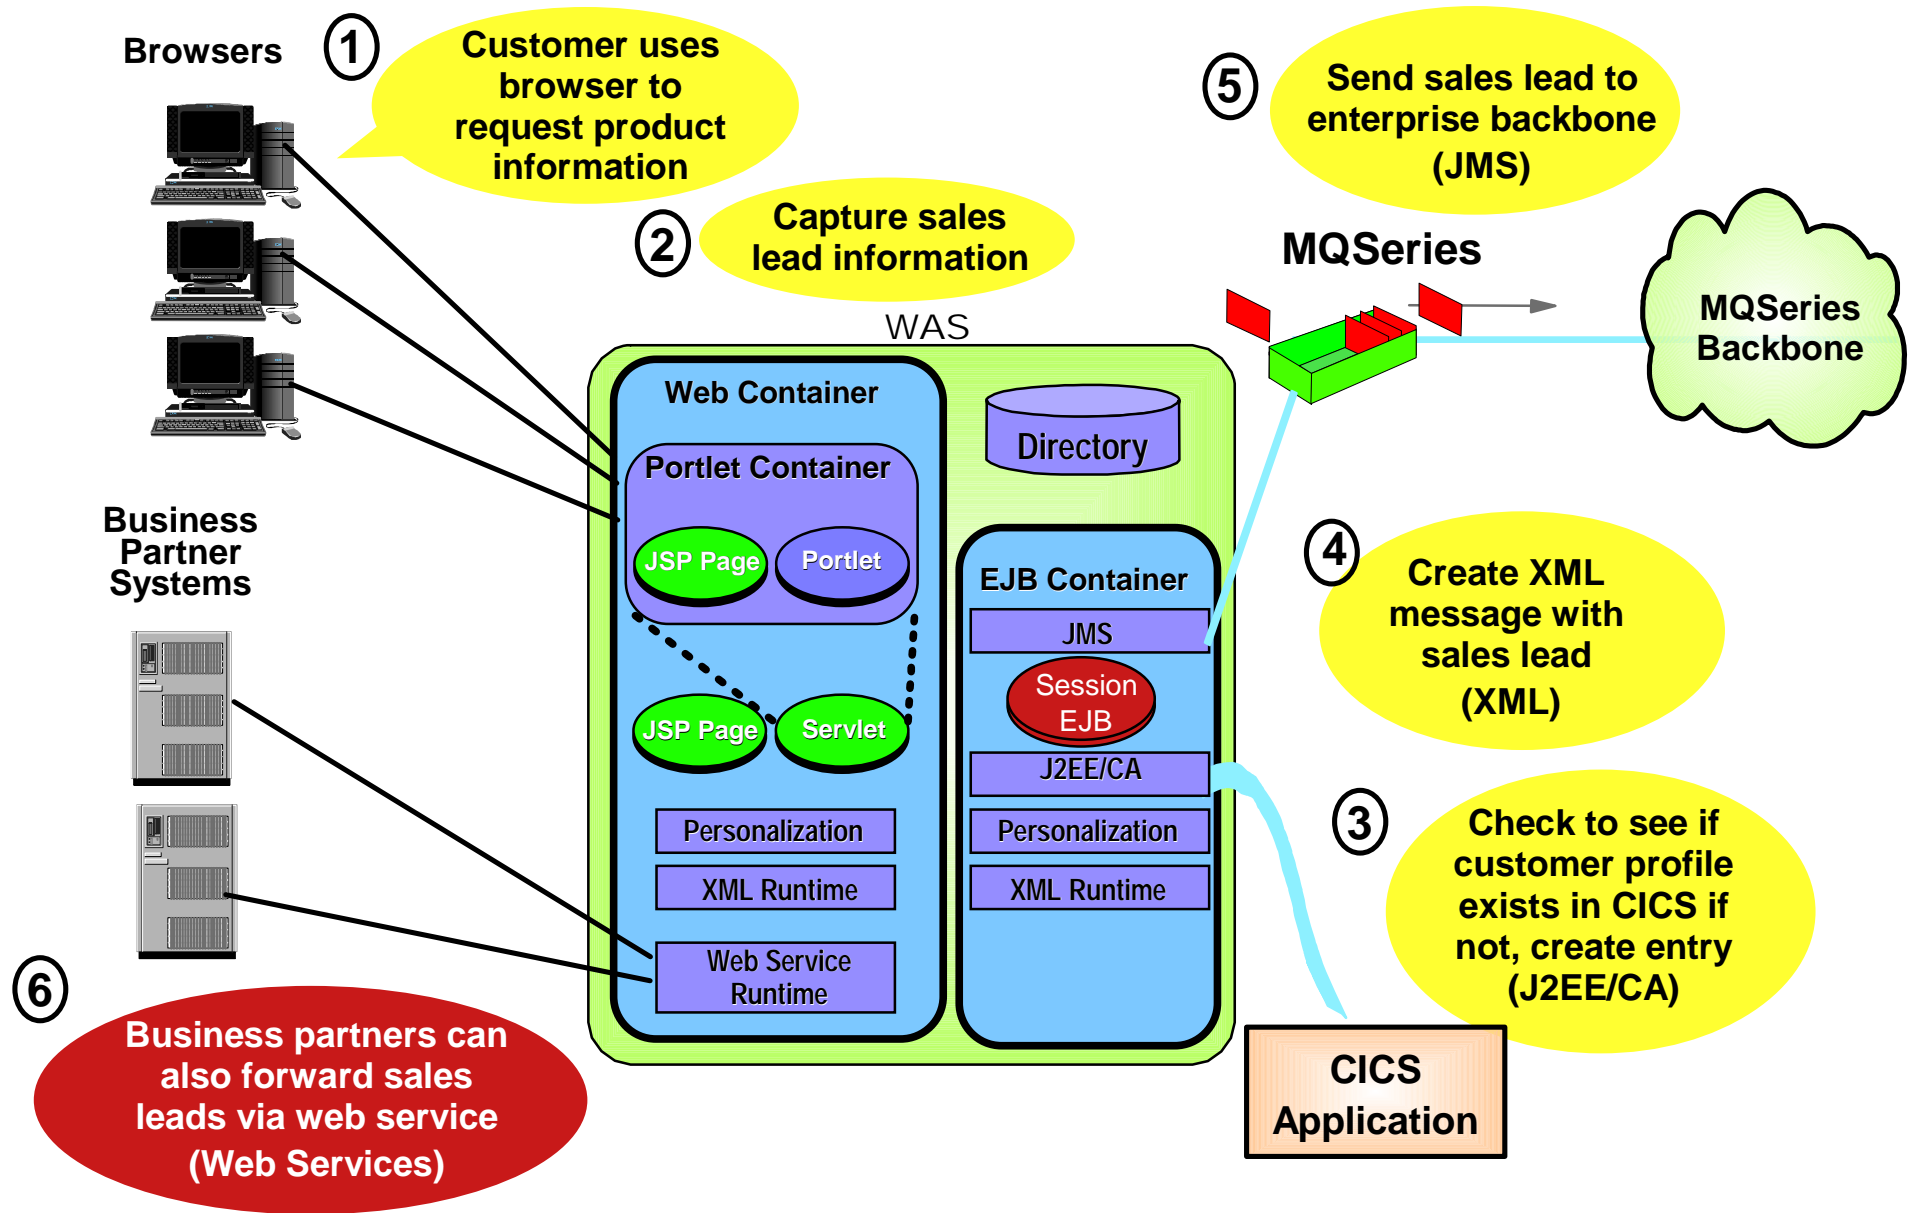 Browsers
1
Customer uses
browser to
request product
information
2
Capture sales
lead information
5
Send sales lead to
enterprise backbone
(JMS)
MQSeries
MQSeries
Backbone
WAS
Web Container
Portlet Container
JSP Page
Portlet
JSP Page
Servlet
Personalization
XML Runtime
Web Service
Runtime
Directory
EJB Container
JMS
Session
EJB
J2EE/CA
Personalization
XML Runtime
4
Create XML
message with
sales lead
(XML)
3
Check to see if
customer profile
exists in CICS if
not, create entry
(J2EE/CA)
CICS
Application
Business
Partner
Systems
6
Business partners can
also forward sales
leads via web service
(Web Services)